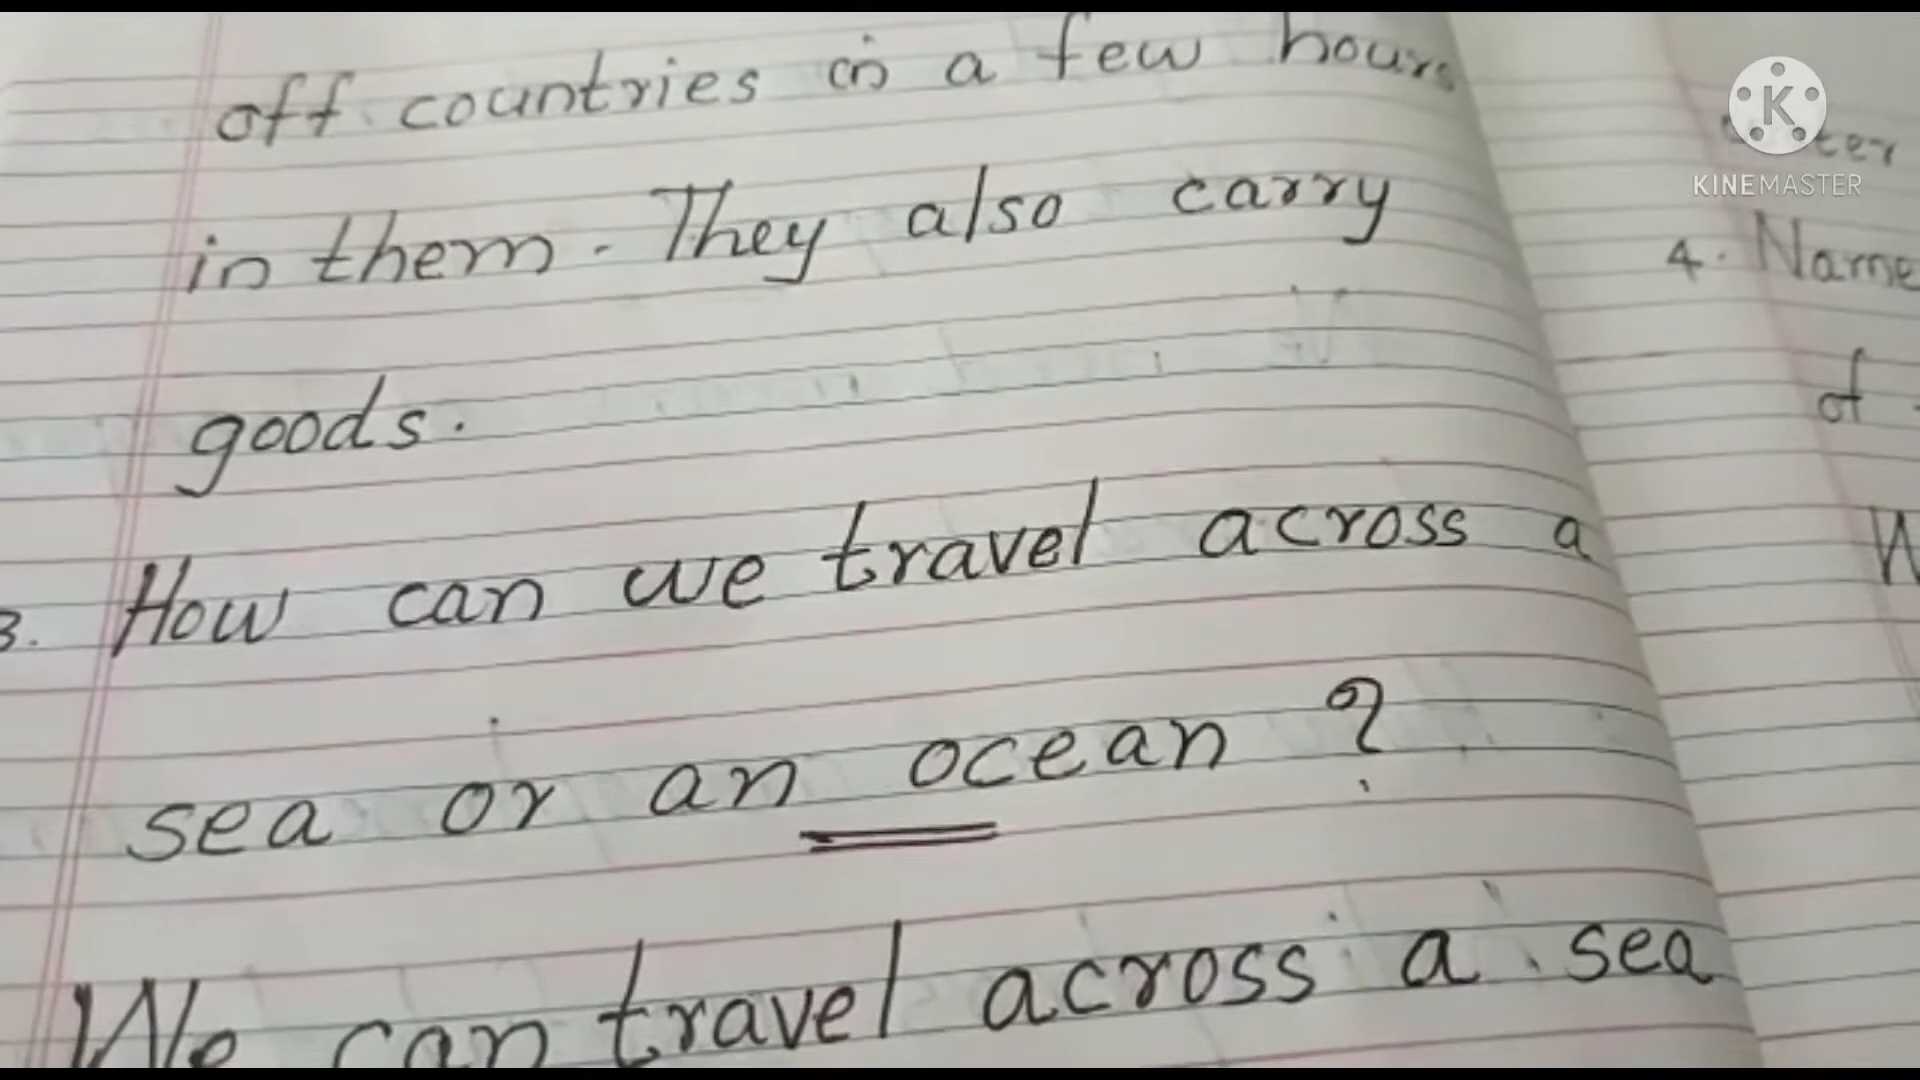 off countries in a few hours
in them. They also carry
goods.
3. How can we travel across a
sea or an ocean?
We can travel across a sea
KINEMASTER
4. Name
of